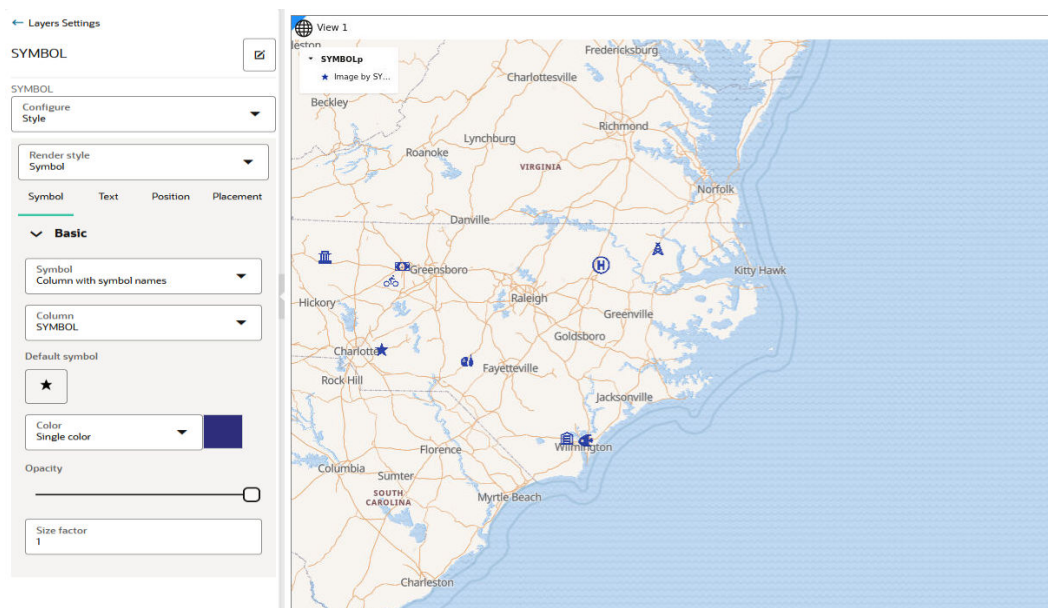 ← Layers Settings
SYMBOL
SYMBOL
Configure
Style
Render style
Symbol
Symbol Text Position Placement
Basic
Symbol
Column with symbol names
Column
SYMBOL
Default symbol
Color
Single color
Opacity
Size factor
1
View 1
SYMBOLp
Image by SY...
Fredericksburg
Charlottesville
Beckley
Richmond
Lynchburg
Roanoke
VIRGINIA
Norfolk
Danville
H
Greensboro
Kitty Hawk
Hickory
Raleigh
Greenville
Goldsboro
Charlotte
Fayetteville
Rock Hill
Jacksonville
Wilmington
Florence
Columbia
Sumter
SOUTH
CAROLINA
Myrtle Beach
Charleston